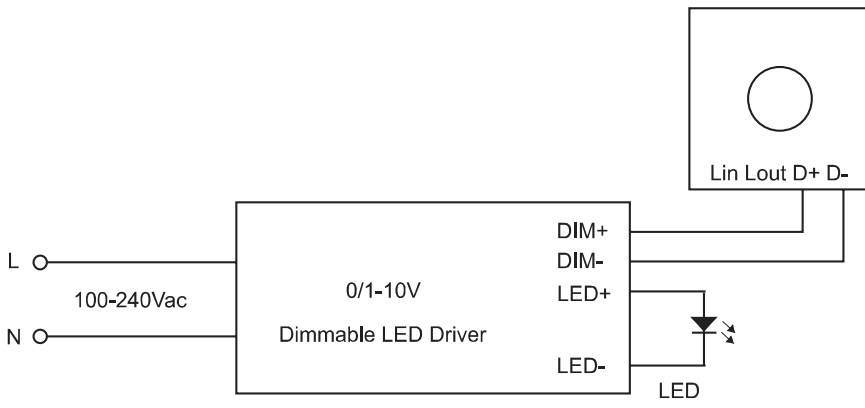 Lin Lout D+ D-
DIM+
DIM-
L
100-240Vac
0/1-10V
LED+
N
Dimmable LED Driver
LED-
LED